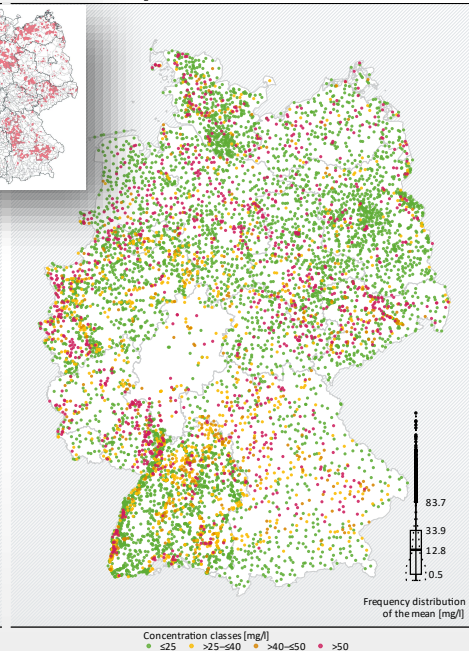 83.7
33.9
12.8
0.5
Frequency distribution
of the mean [mg/l]
Concentration classes [mg/l]
≤25 >25–≤40 >40–≤50 >50